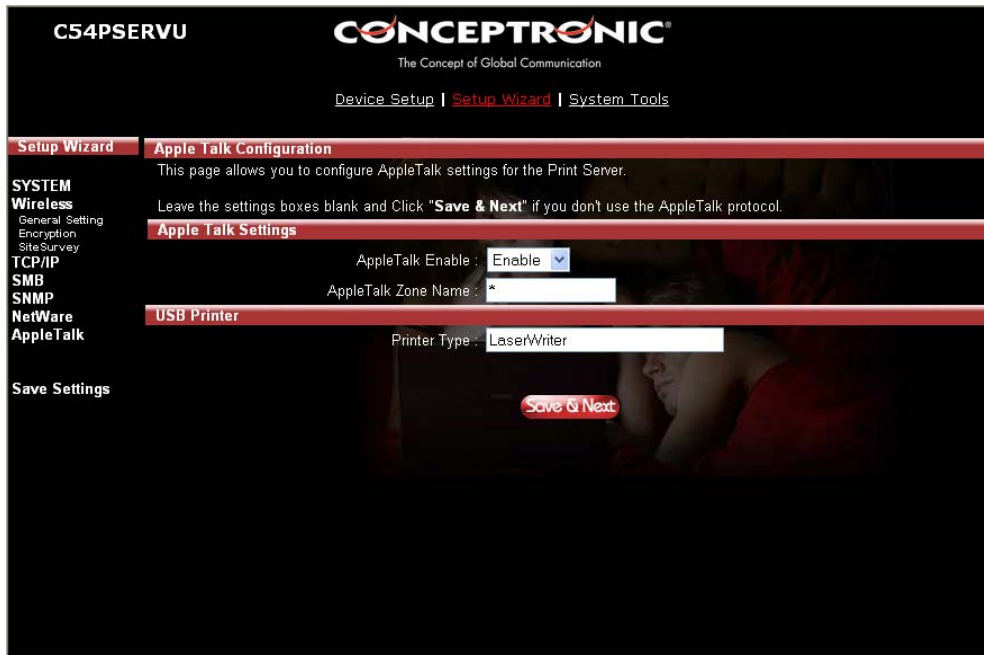 C54PSERVU
CONCEPTRONIC®
The Concept of Global Communication
Device Setup | Setup Wizard | System Tools
Setup Wizard
SYSTEM
Wireless
General Setting
Encryption
SiteSurvey
TCP/IP
SMB
SNMP
NetWare
AppleTalk
Save Settings
Apple Talk Configuration
This page allows you to configure AppleTalk settings for the Print Server.
Leave the settings boxes blank and Click "Save & Next" if you don't use the AppleTalk protocol.
Apple Talk Settings
AppleTalk Enable : Enable
AppleTalk Zone Name : *
USB Printer
Printer Type : LaserWriter
Save & Next